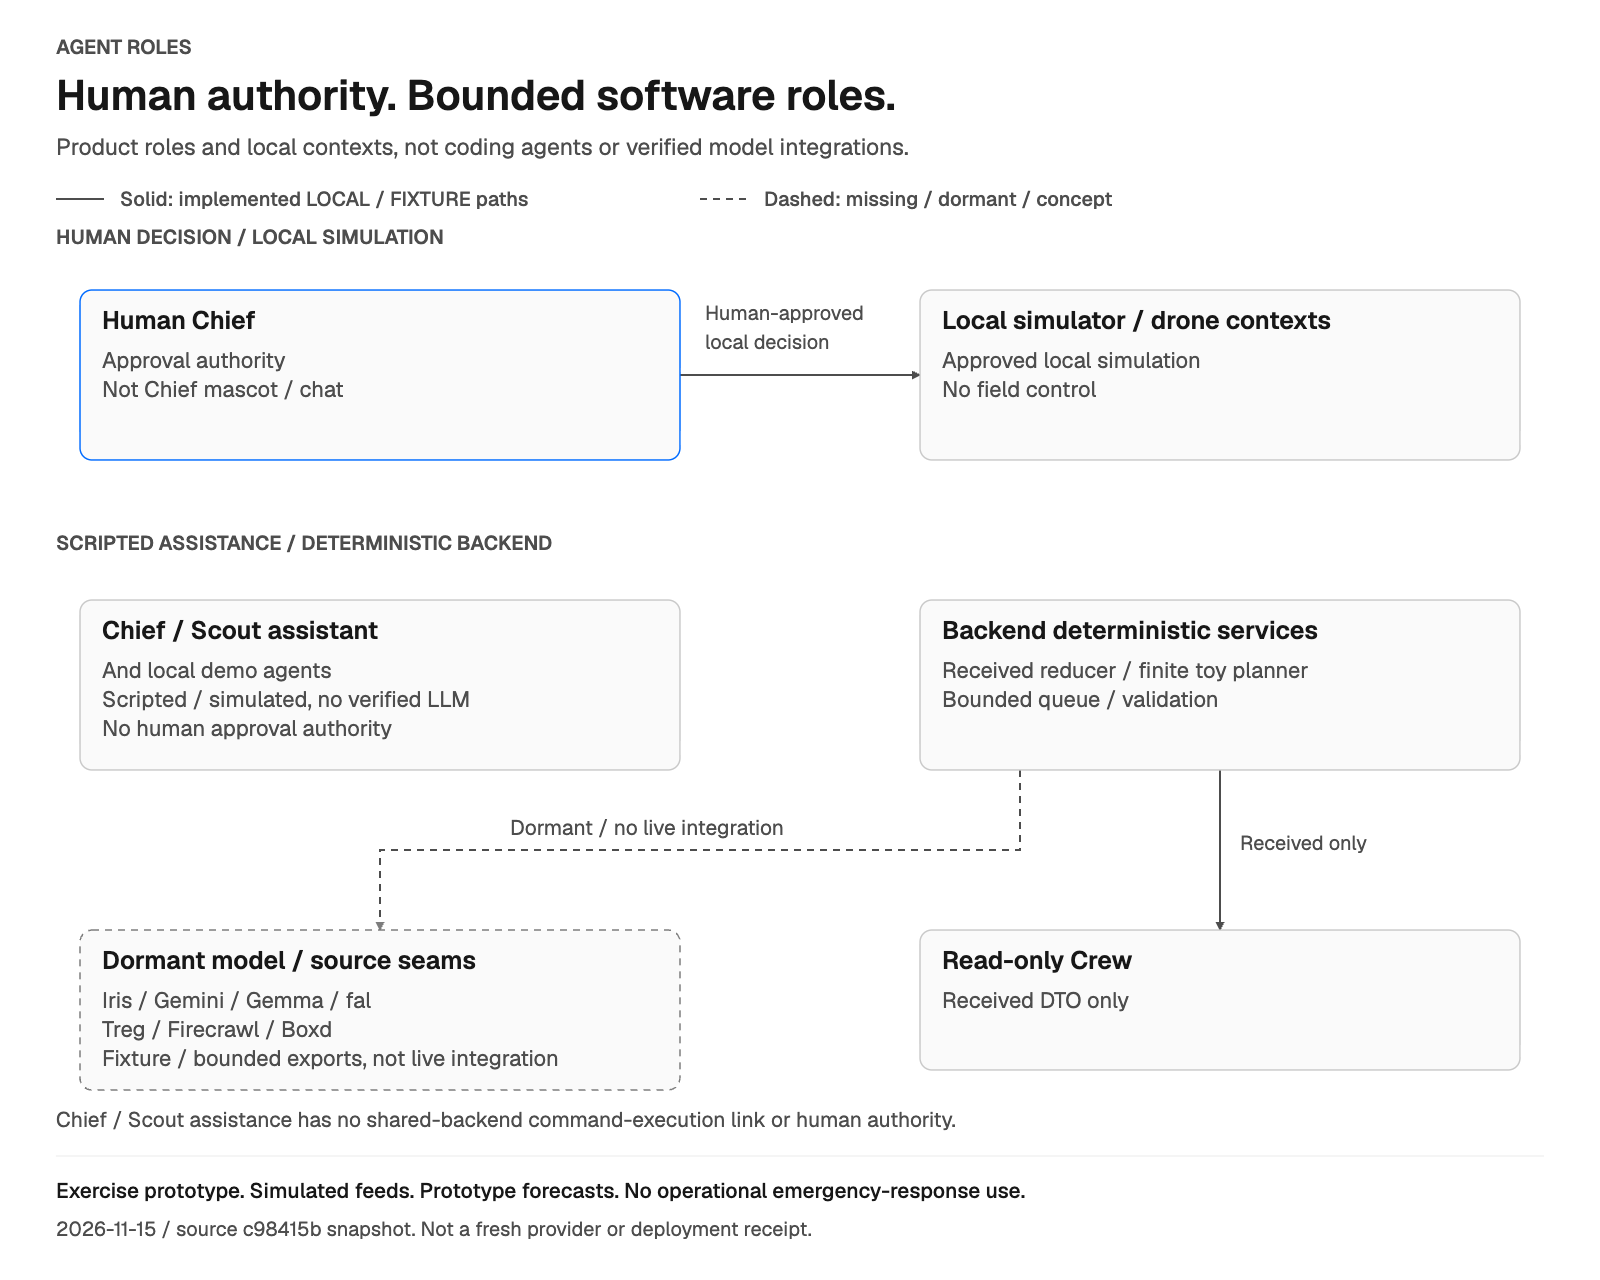 AGENT ROLES
Human authority. Bounded software roles.
Product roles and local contexts, not coding agents or verified model integrations.
Solid: implemented LOCAL / FIXTURE paths
Dashed: missing / dormant / concept
HUMAN DECISION / LOCAL SIMULATION
Human Chief
Approval authority
Not Chief mascot / chat
Human-approved
local decision
Local simulator / drone contexts
Approved local simulation
No field control
SCRIPTED ASSISTANCE / DETERMINISTIC BACKEND
Chief / Scout assistant
And local demo agents
Scripted / simulated, no verified LLM
No human approval authority
Backend deterministic services
Received reducer / finite toy planner
Bounded queue / validation
Dormant / no live integration
Received only
Dormant model / source seams
Iris / Gemini / Gemma / fal
Treg / Firecrawl / Boxd
Fixture / bounded exports, not live integration
Read-only Crew
Received DTO only
Chief / Scout assistance has no shared-backend command-execution link or human authority.
Exercise prototype. Simulated feeds. Prototype forecasts. No operational emergency-response use.
2026-11-15 / source c98415b snapshot. Not a fresh provider or deployment receipt.